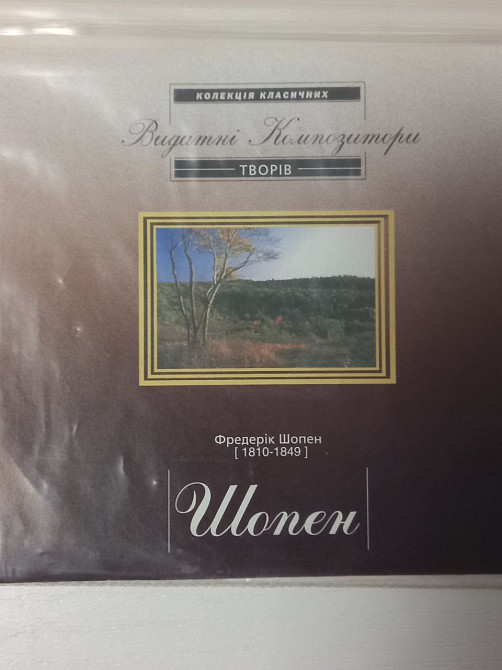 КОЛЕКЦІЯ КЛАСИЧНИХ
Видатні Композитори
ТВОРІВ
Фредерік Шопен
[ 1810-1849 ]
Шопен